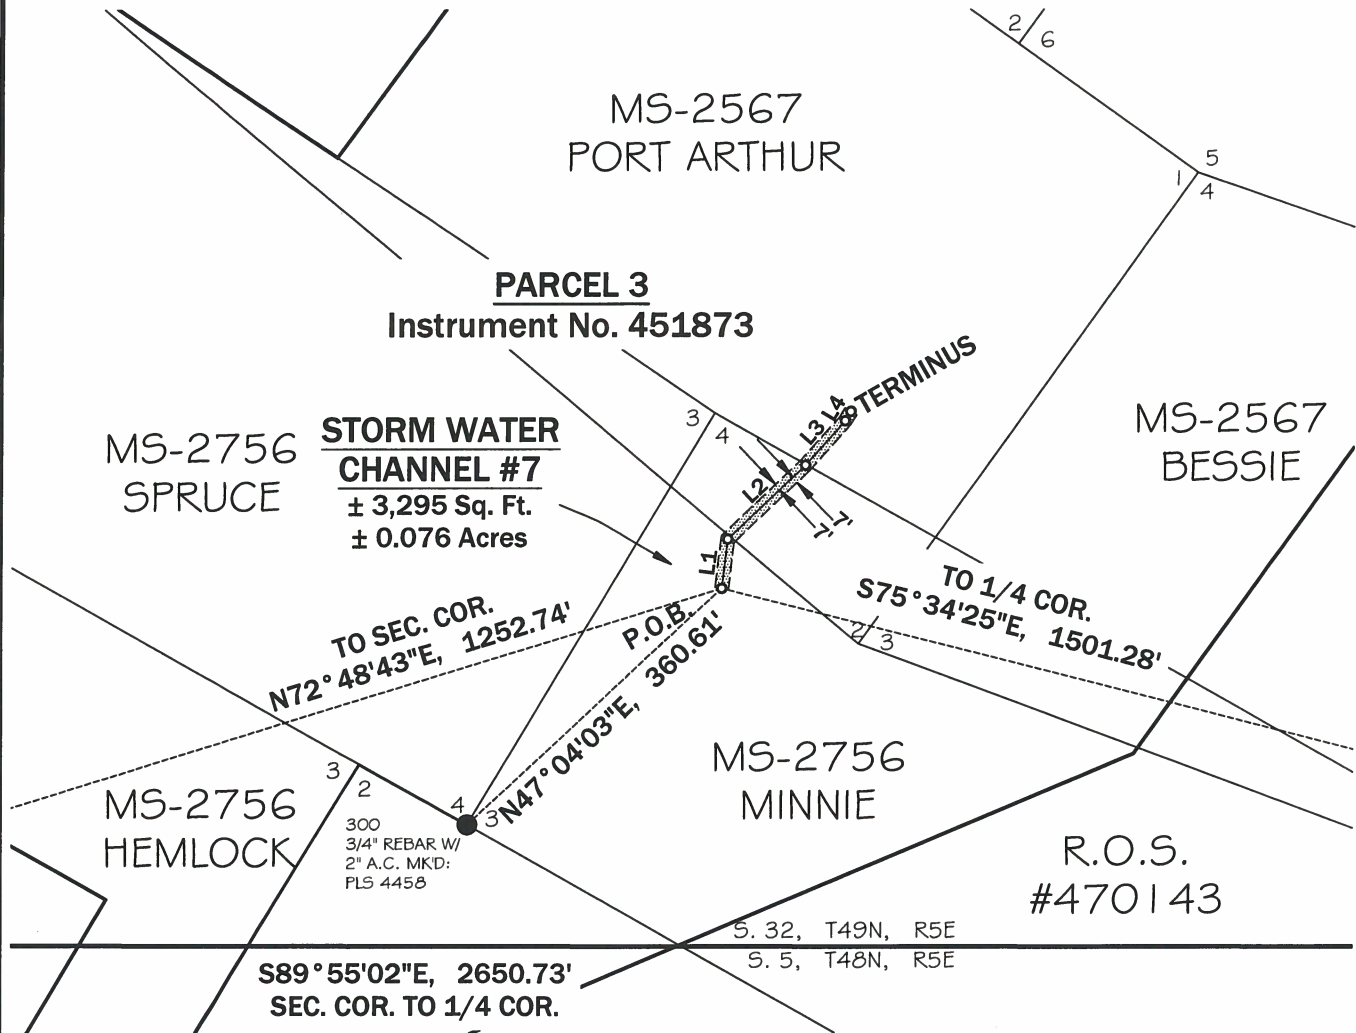 2 / 6
MS-2567
PORT ARTHUR
5
1
4
PARCEL 3
Instrument No. 451873
TERMINUS
L4
L3
3
4
L2
7'
7'
MS-2567
BESSIE
MS-2756
SPRUCE
STORM WATER
CHANNEL #7
± 3,295 Sq. Ft.
± 0.076 Acres
L1
TO SEC. COR.
N72°48'43"E, 1252.74'
P.O.B.
TO 1/4 COR.
S75°34'25"E, 1501.28'
2 / 3
N47°04'03"E, 360.61'
MS-2756
MINNIE
3
2
MS-2756
HEMLOCK
4
3
300
3/4" REBAR W/
2" A.C. MK'D:
PLS 4458
R.O.S.
#470143
S. 32, T49N, R5E
S. 5, T48N, R5E
S89°55'02"E, 2650.73'
SEC. COR. TO 1/4 COR.